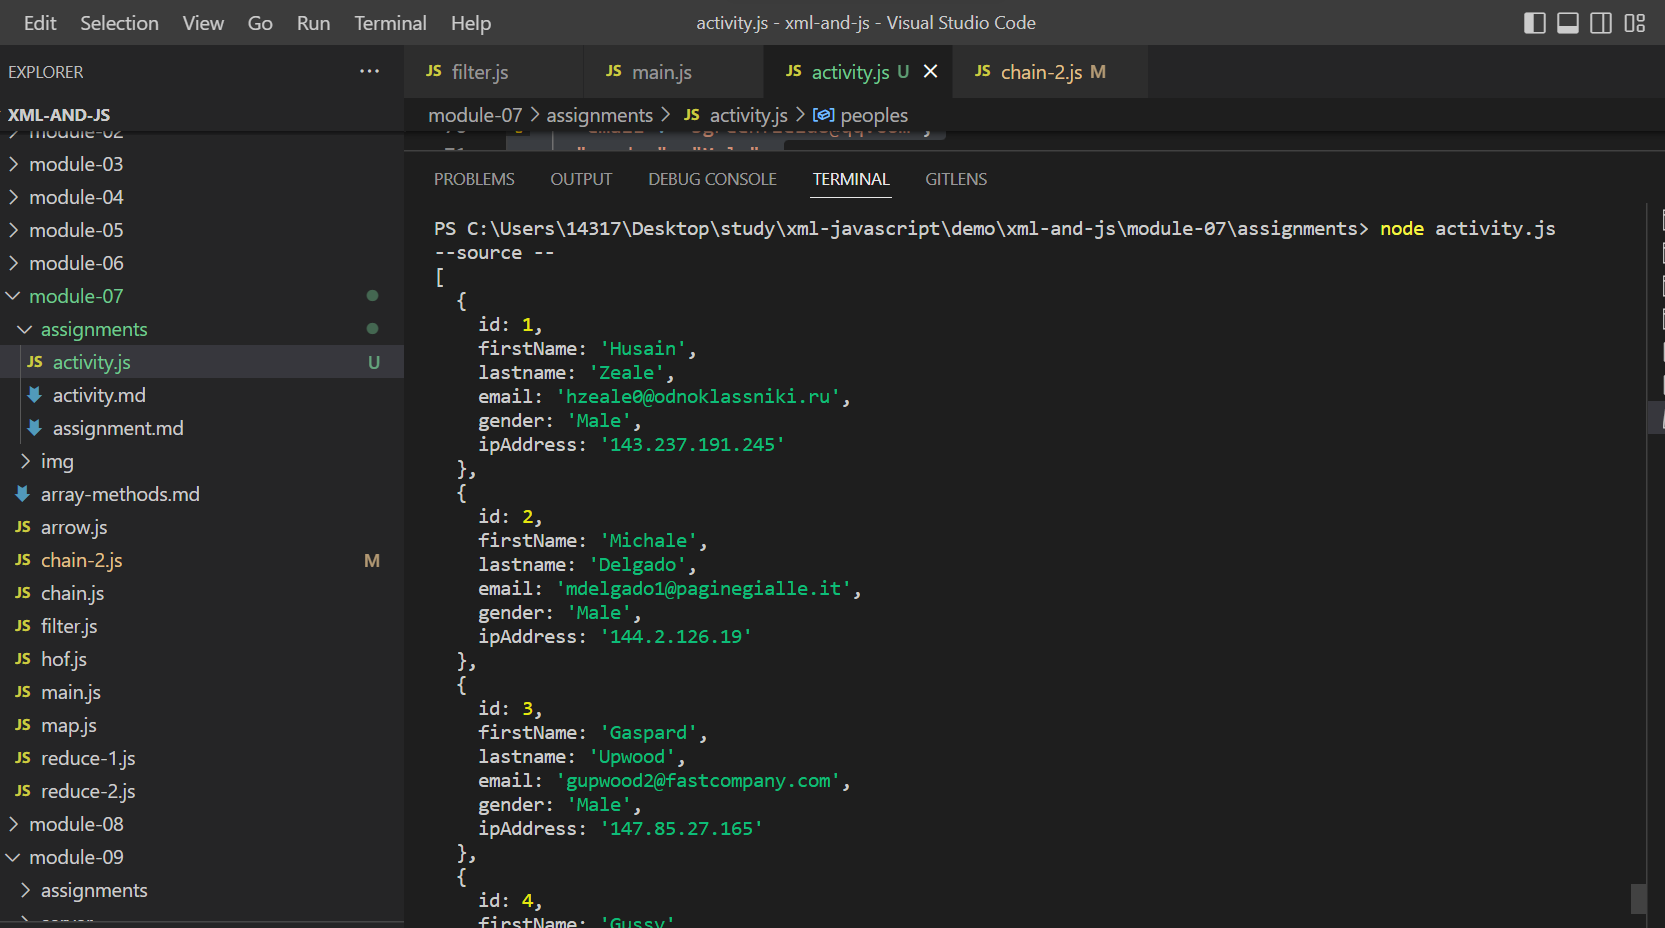 Edit Selection View Go Run Terminal Help activity.js - xml-and-js - Visual Studio Code
EXPLORER
XML-AND-JS
module-02
module-03
module-04
module-05
module-06
module-07
assignments
JS activity.js U
activity.md
assignment.md
img
array-methods.md
JS arrow.js
JS chain-2.js M
JS chain.js
JS filter.js
JS hof.js
JS main.js
JS map.js
JS reduce-1.js
JS reduce-2.js
module-08
module-09
assignments
server
JS filter.js JS main.js JS activity.js U JS chain-2.js M
module-07 > assignments > JS activity.js > peoples
71
PROBLEMS OUTPUT DEBUG CONSOLE TERMINAL GITLENS
PS C:\Users\14317\Desktop\study\xml-javascript\demo\xml-and-js\module-07\assignments> node activity.js
--source --
[
{
id: 1,
firstName: 'Husain',
lastname: 'Zeale',
email: 'hzeale0@odnoklassniki.ru',
gender: 'Male',
ipAddress: '143.237.191.245'
},
{
id: 2,
firstName: 'Michale',
lastname: 'Delgado',
email: 'mdelgado1@paginegialle.it',
gender: 'Male',
ipAddress: '144.2.126.19'
},
{
id: 3,
firstName: 'Gaspard',
lastname: 'Upwood',
email: 'gupwood2@fastcompany.com',
gender: 'Male',
ipAddress: '147.85.27.165'
},
{
id: 4,
firstName: 'Gussy'